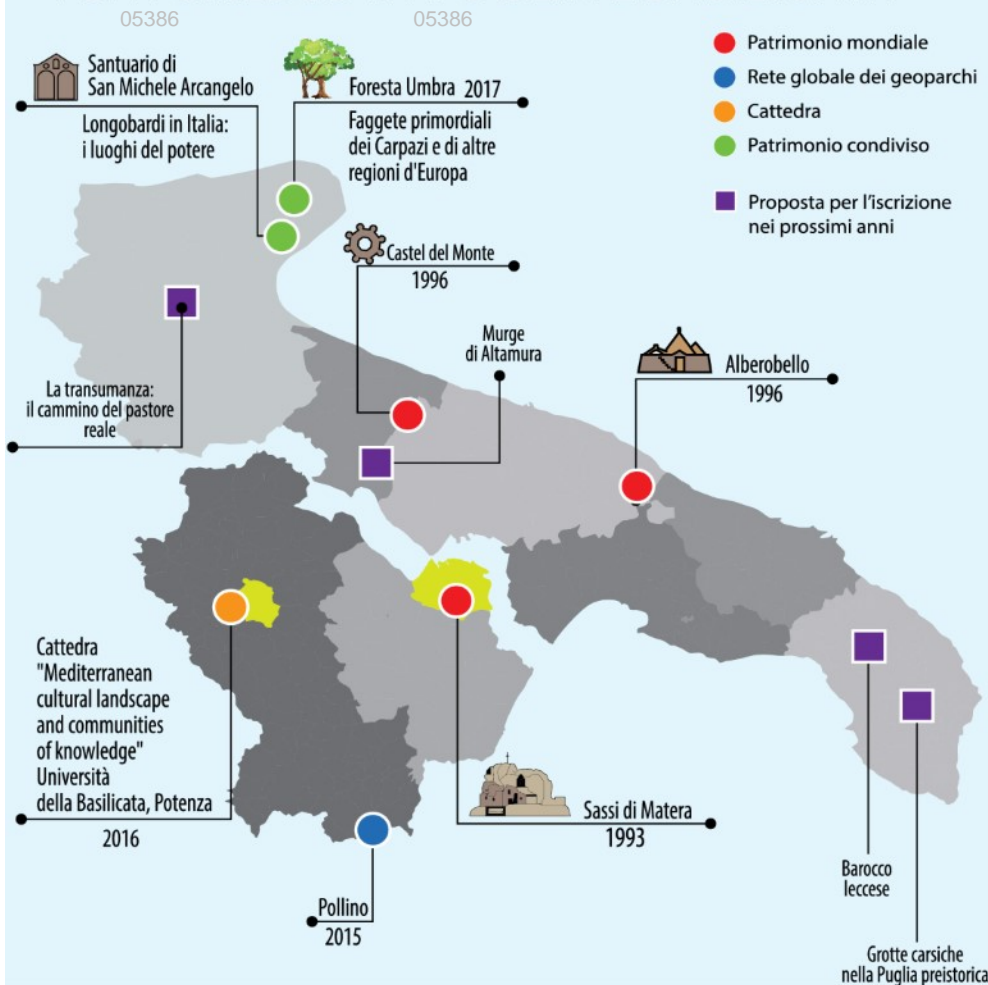 05386
05386
Patrimonio mondiale
Rete globale dei geoparchi
Cattedra
Patrimonio condiviso
Proposta per l'iscrizione
nei prossimi anni
Santuario di
San Michele Arcangelo
Longobardi in Italia:
i luoghi del potere
Foresta Umbra 2017
Faggete primordiali
dei Carpazi e di altre
regioni d'Europa
Castel del Monte
1996
Murge
di Altamura
Alberobello
1996
La transumanza:
il cammino del pastore
reale
Cattedra
"Mediterranean
cultural landscape
and communities
of knowledge"
Università
della Basilicata, Potenza
2016
Sassi di Matera
1993
Pollino
2015
Barocco
leccese
Grotte carsiche
nella Puglia preistorica